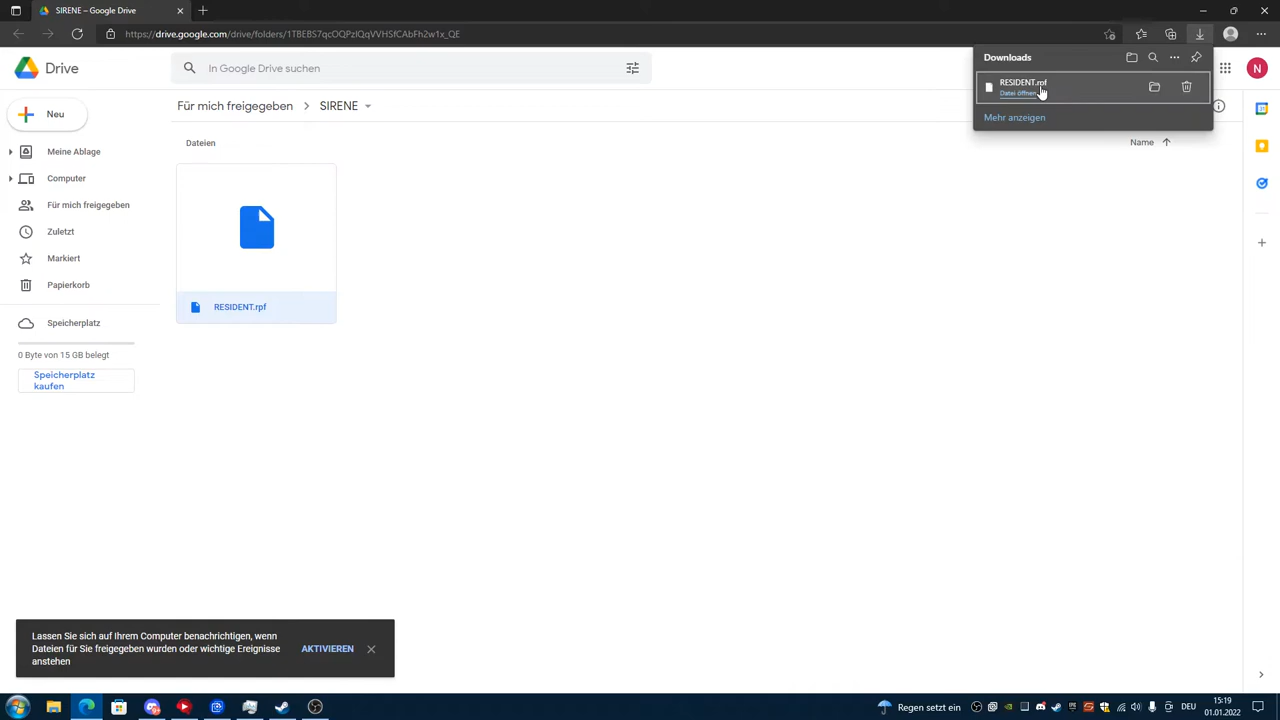 SIRENE – Google Drive
https://drive.google.com/drive/folders/1TBEBS7qcOQPzIQqVVHSfCAbFh2w1x_QE
Drive
In Google Drive suchen
Downloads
RESIDENT.rpf
Datei öffnen
Mehr anzeigen
N
Neu
Für mich freigegeben
SIRENE
Dateien
Name
Meine Ablage
Computer
Für mich freigegeben
Zuletzt
Markiert
Papierkorb
Speicherplatz
0 Byte von 15 GB belegt
Speicherplatz
kaufen
RESIDENT.rpf
Lassen Sie sich auf Ihrem Computer benachrichtigen, wenn
Dateien für Sie freigegeben wurden oder wichtige Ereignisse
anstehen
AKTIVIEREN
Regen setzt ein
DEU
15:19
01.01.2022